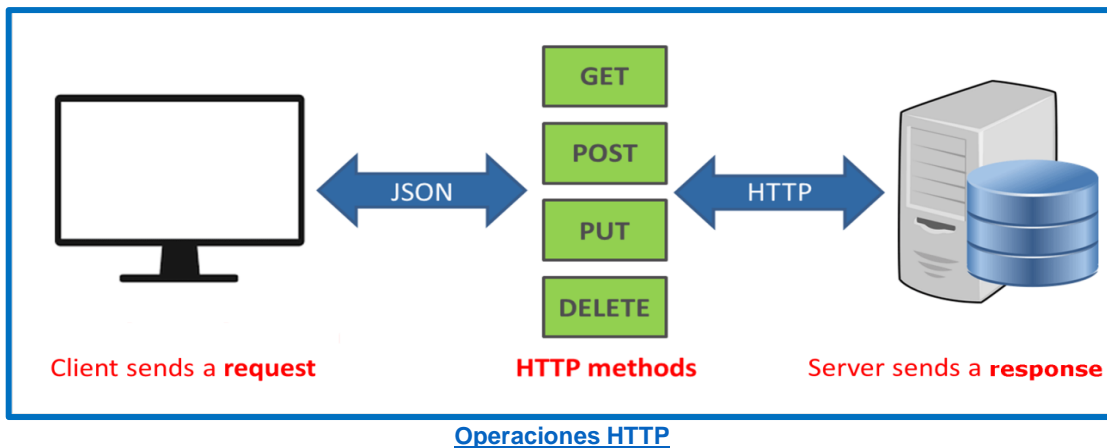 GET
POST
JSON
HTTP
PUT
DELETE
Client sends a request
HTTP methods
Server sends a response
Operaciones HTTP